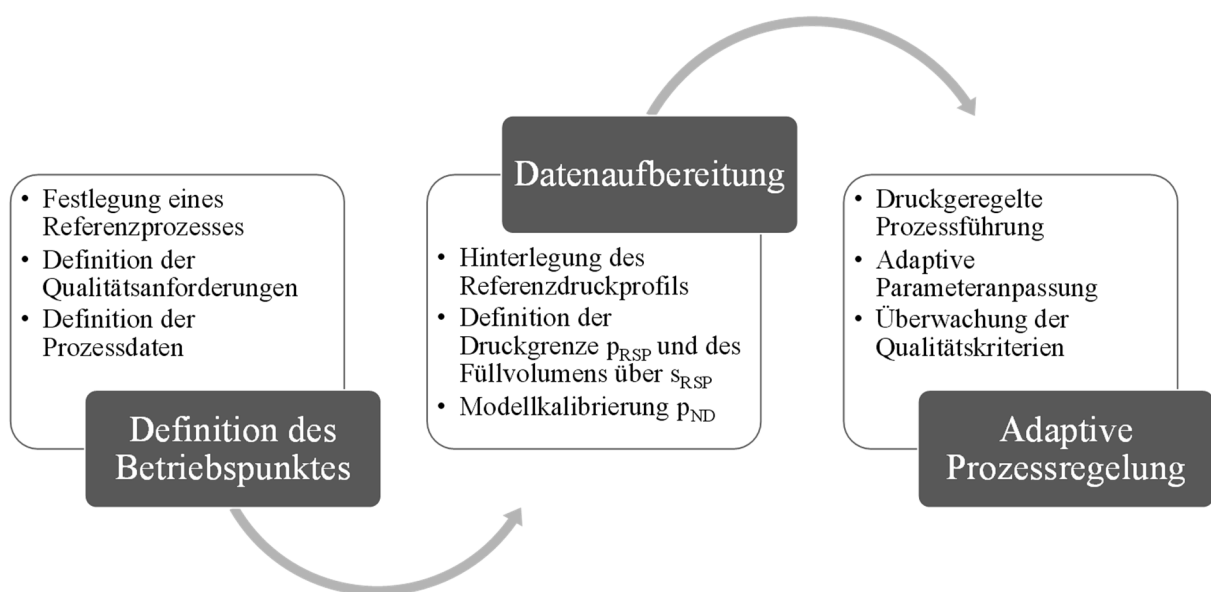 • Festlegung eines
Referenzprozesses
• Definition der
Qualitätsanforderungen
• Definition der
Prozessdaten
Definition des
Betriebspunktes
Datenaufbereitung
• Hinterlegung des
Referenzdruckprofils
• Definition der
Druckgrenze pRSP und des
Füllvolumens über sRSP
• Modellkalibrierung pND
• Druckgeregelte
Prozessführung
• Adaptive
Parameteranpassung
• Überwachung der
Qualitätskriterien
Adaptive
Prozessregelung